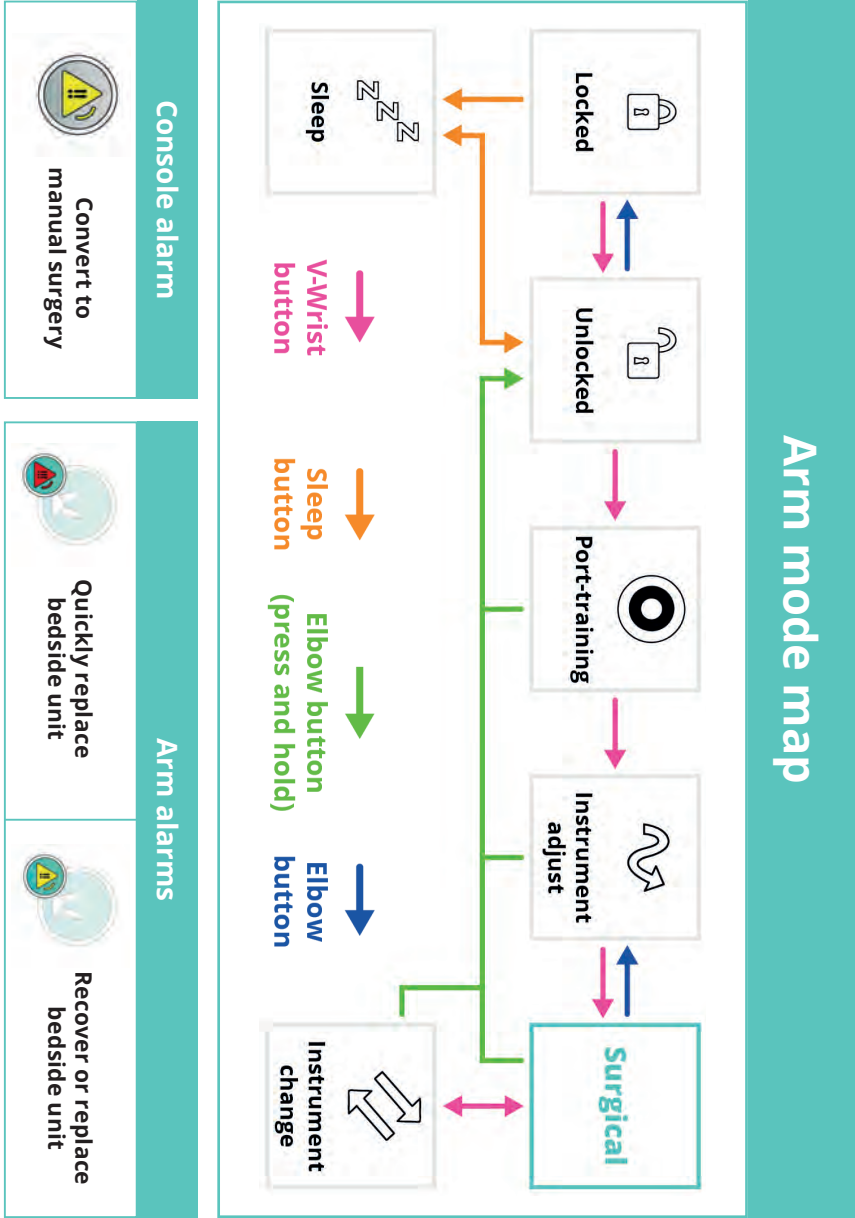 Arm mode map
Locked
Unlocked
Port-training
Instrument
adjust
Surgical
Sleep
zzz
V-Wrist
button
Sleep
button
Elbow button
(press and hold)
Elbow
button
Instrument
change
Console alarm
!!
Convert to
manual surgery
Arm alarms
!!!
Quickly replace
bedside unit
!!
Recover or replace
bedside unit